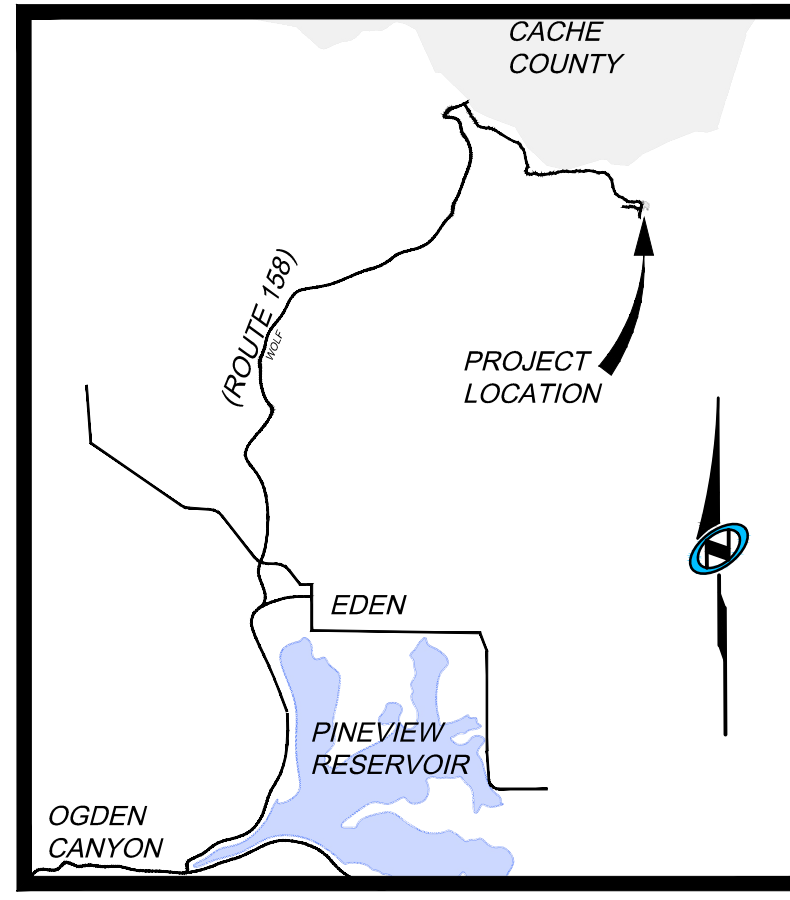 CACHE
COUNTY
(ROUTE 158)
WOLF
PROJECT
LOCATION
N
EDEN
PINEVIEW
RESERVOIR
OGDEN
CANYON